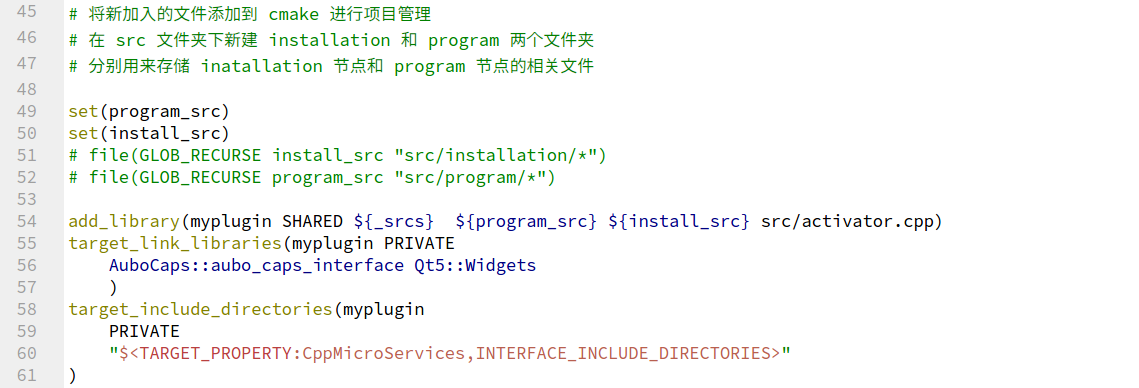 45 # 将新加入的文件添加到 cmake 进行项目管理
46 # 在 src 文件夹下新建 installation 和 program 两个文件夹
47 # 分别用来存储 inatallation 节点和 program 节点的相关文件
48
49 set(program_src)
50 set(install_src)
51 # file(GLOB_RECURSE install_src "src/installation/*")
52 # file(GLOB_RECURSE program_src "src/program/*")
53
54 add_library(myplugin SHARED ${_srcs}  ${program_src} ${install_src} src/activator.cpp)
55 target_link_libraries(myplugin PRIVATE
56     AuboCaps::aubo_caps_interface Qt5::Widgets
57     )
58 target_include_directories(myplugin
59     PRIVATE
60     "$<TARGET_PROPERTY:CppMicroServices,INTERFACE_INCLUDE_DIRECTORIES>"
61 )